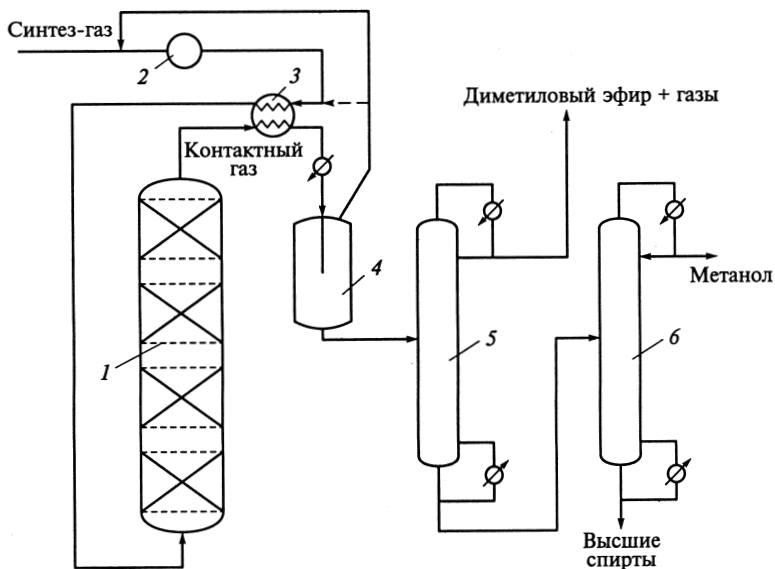 Синтез-газ
2
3
Диметиловый эфир + газы
Контактный
газ
4
Метанол
1
5
6
Высшие
спирты